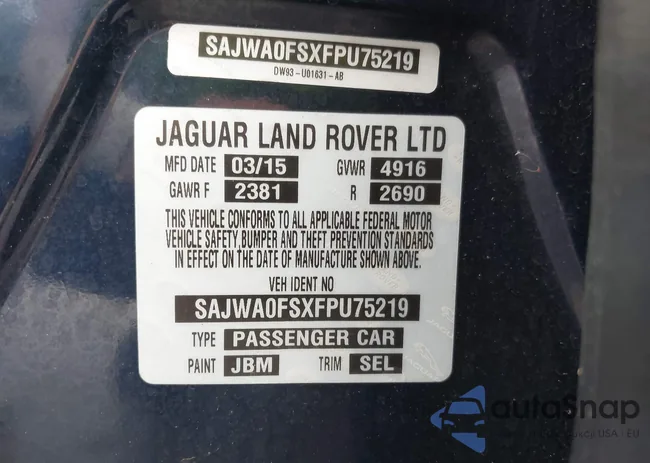 SAJWA0FSXFPU75219
DW93-U01631-AB
JAGUAR LAND ROVER LTD
MFD DATE 03/15 GVWR 4916
GAWR F 2381 R 2690
THIS VEHICLE CONFORMS TO ALL APPLICABLE FEDERAL MOTOR
VEHICLE SAFETY,BUMPER AND THEFT PREVENTION STANDARDS
IN EFFECT ON THE DATE OF MANUFACTURE SHOWN ABOVE.
VEH IDENT NO
SAJWA0FSXFPU75219
TYPE PASSENGER CAR
PAINT JBM TRIM SEL
autoSnap
USA - EU